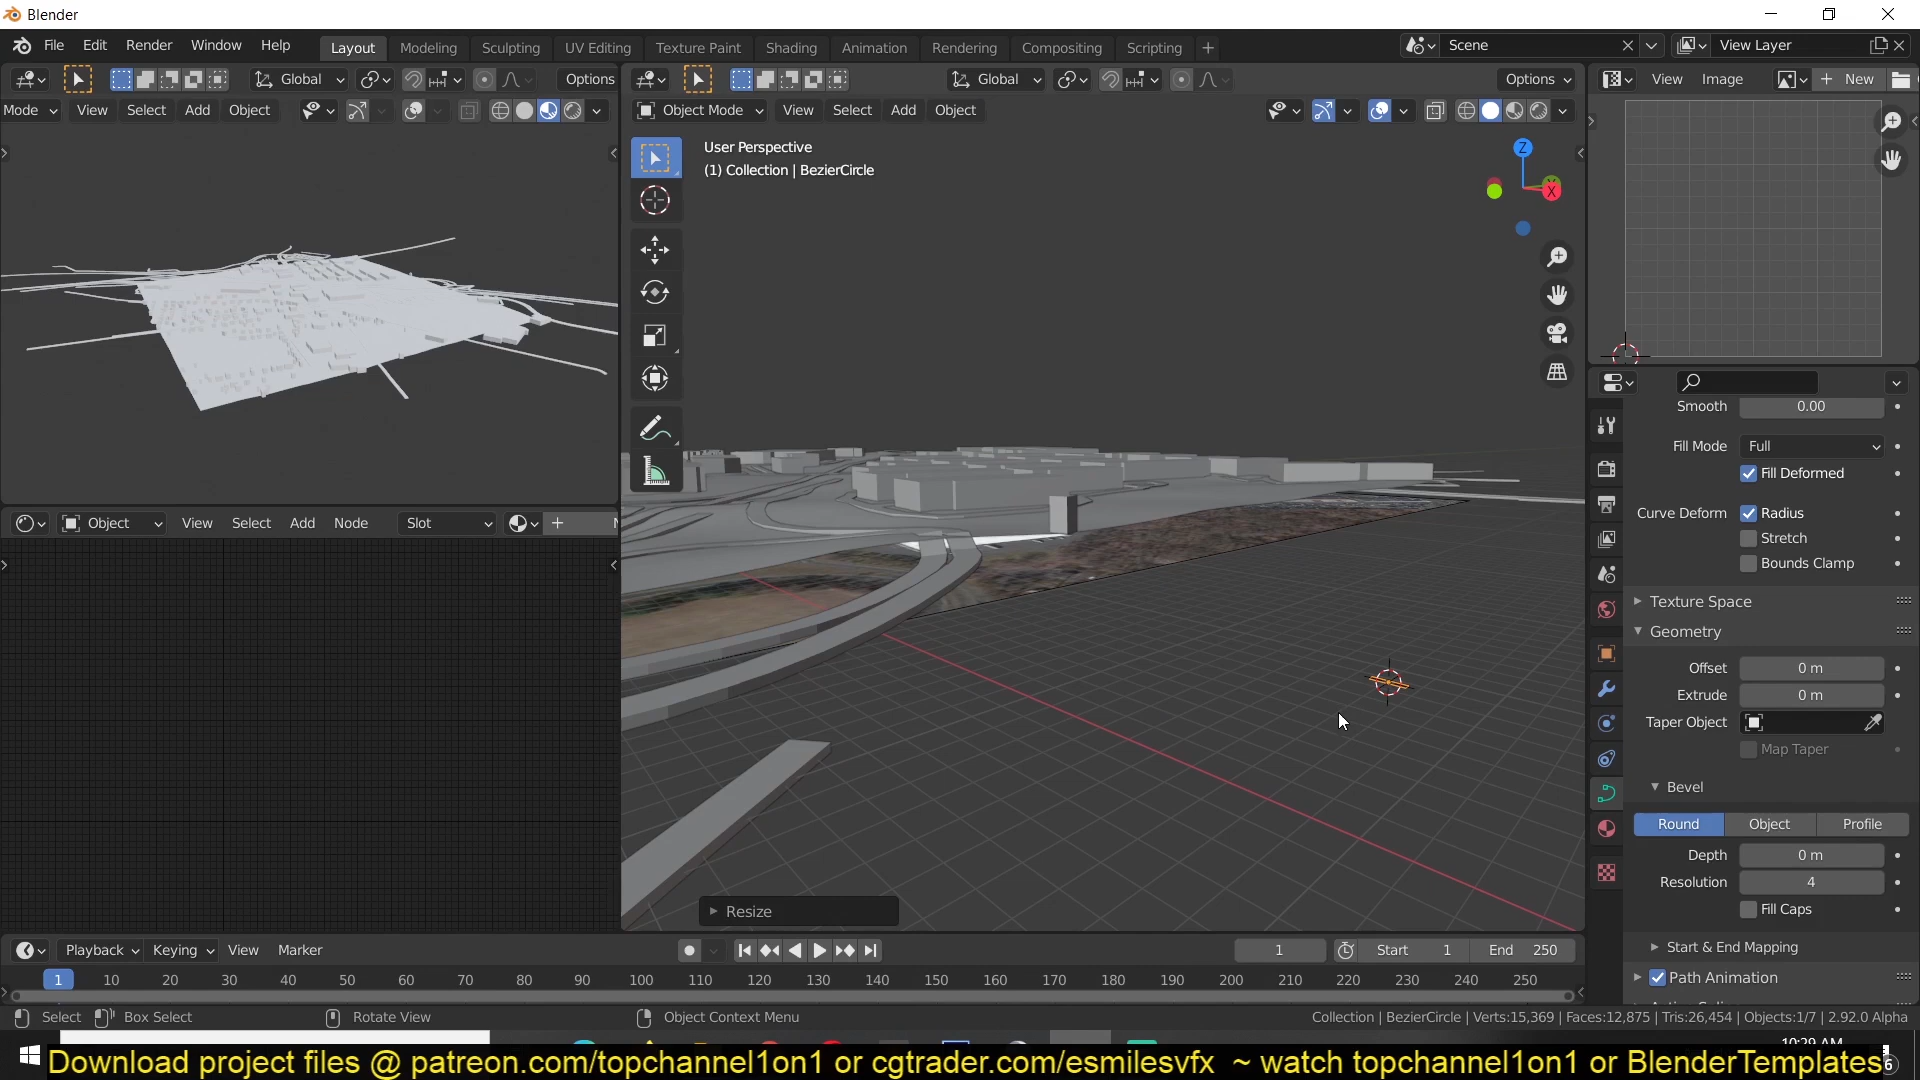 Blender
File Edit Render Window Help Layout Modeling Sculpting UV Editing Texture Paint Shading Animation Rendering Compositing Scripting + Scene View Layer
Global Options Global Options View Image New
Mode View Select Add Object Object Mode View Select Add Object
User Perspective
(1) Collection | BezierCircle
Z
X
Smooth 0.00
Fill Mode Full
Fill Deformed
Curve Deform Radius
Stretch
Bounds Clamp
Object View Select Add Node Slot
Texture Space
Geometry
Offset 0 m
Extrude 0 m
Taper Object
Map Taper
Bevel
Round Object Profile
Depth 0 m
Resolution 4
Fill Caps
Resize
Start & End Mapping
Path Animation
Playback Keying View Marker 1 Start 1 End 250
1 10 20 30 40 50 60 70 80 90 100 110 120 130 140 150 160 170 180 190 200 210 220 230 240 250
Select Box Select Rotate View Object Context Menu Collection | BezierCircle | Verts:15,369 | Faces:12,875 | Tris:26,454 | Objects:1/7 | 2.92.0 Alpha
10:29 AM
Download project files @ patreon.com/topchannel1on1 or cgtrader.com/esmilesvfx ~ watch topchannel1on1 or BlenderTemplates